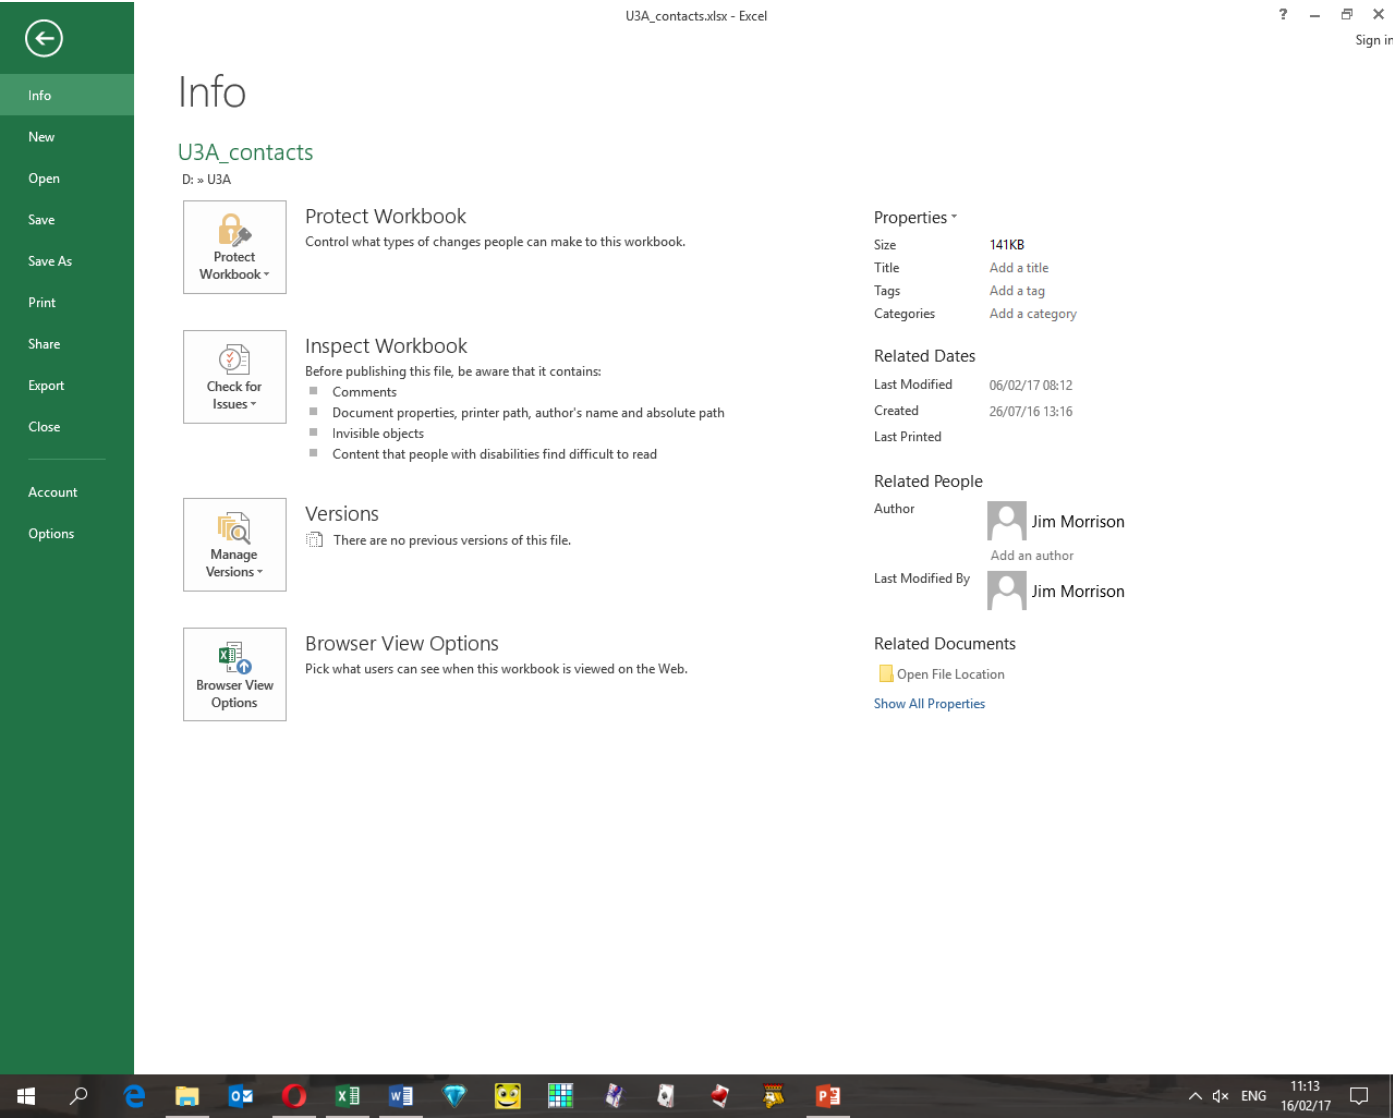 U3A_contacts.xlsx - Excel
?
Sign in
Info
New
Open
Save
Save As
Print
Share
Export
Close
Account
Options
Info
U3A_contacts
D: » U3A
Protect
Workbook
Protect Workbook
Control what types of changes people can make to this workbook.
Check for
Issues
Inspect Workbook
Before publishing this file, be aware that it contains:
Comments
Document properties, printer path, author's name and absolute path
Invisible objects
Content that people with disabilities find difficult to read
Manage
Versions
Versions
There are no previous versions of this file.
Browser View
Options
Browser View Options
Pick what users can see when this workbook is viewed on the Web.
Properties
Size 141KB
Title Add a title
Tags Add a tag
Categories Add a category
Related Dates
Last Modified 06/02/17 08:12
Created 26/07/16 13:16
Last Printed
Related People
Author Jim Morrison
Add an author
Last Modified By Jim Morrison
Related Documents
Open File Location
Show All Properties
ENG
11:13
16/02/17